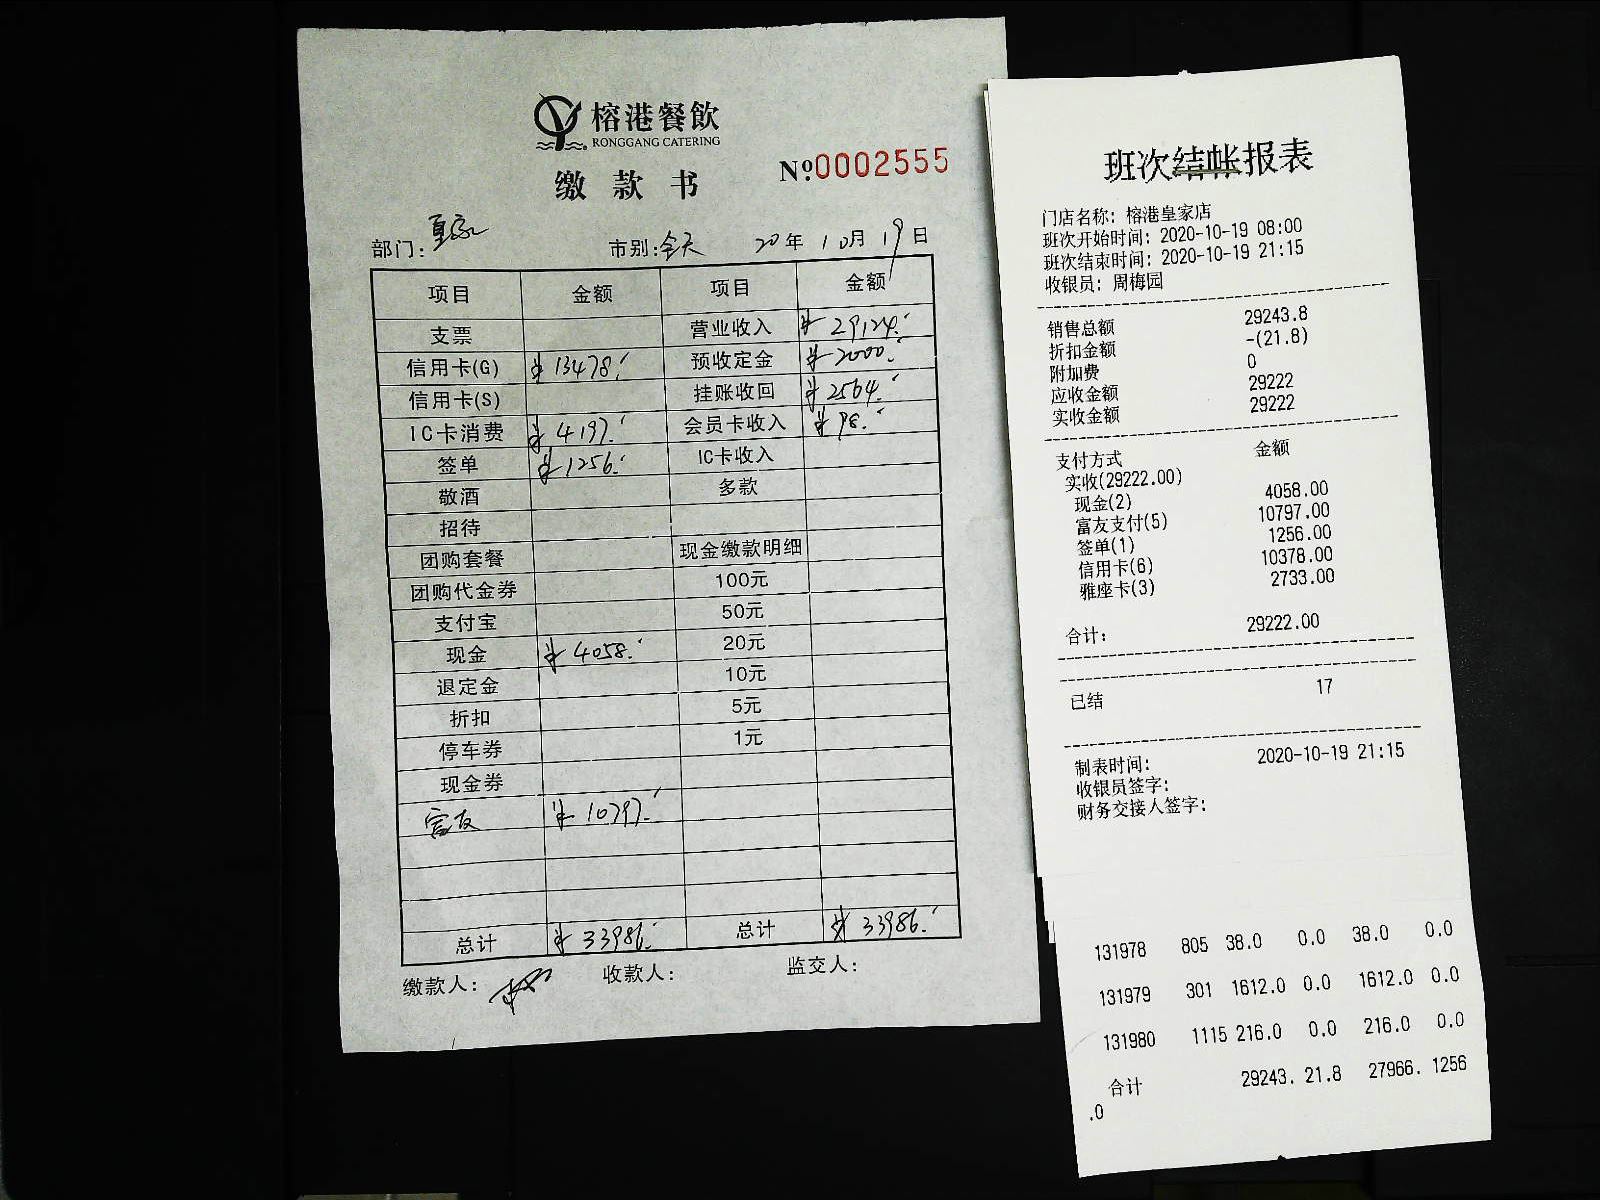 榕港餐飲
RONGGANG CATERING
缴款书
№0002555
部门:皇家 市别:全天 20年10月19日
项目 金额 项目 金额
支票 营业收入 ¥29124.
信用卡(G) ¥13478. 预收定金 ¥2000.
信用卡(S) 挂账收回 ¥2564.
IC卡消费 ¥4197. 会员卡收入 ¥98.
签单 ¥1256. IC卡收入
敬酒 多款
招待
团购套餐 现金缴款明细
团购代金券 100元
支付宝 50元
现金 ¥4058. 20元
退定金 10元
折扣 5元
停车券 1元
现金券
富友 ¥10797.
总计 ¥33786. 总计 ¥33786.
缴款人: 收款人: 监交人:
班次结帐报表
门店名称: 榕港皇家店
班次开始时间: 2020-10-19 08:00
班次结束时间: 2020-10-19 21:15
收银员: 周梅园
销售总额 29243.8
折扣金额 -(21.8)
附加费 0
应收金额 29222
实收金额 29222
支付方式 金额
实收(29222.00)
现金(2) 4058.00
富友支付(5) 10797.00
签单(1) 1256.00
信用卡(6) 10378.00
雅座卡(3) 2733.00
合计: 29222.00
已结 17
制表时间: 2020-10-19 21:15
收银员签字:
财务交接人签字:
131978 805 38.0 0.0 38.0 0.0
131979 301 1612.0 0.0 1612.0 0.0
131980 1115 216.0 0.0 216.0 0.0
合计 29243. 21.8 27966. 1256
.0